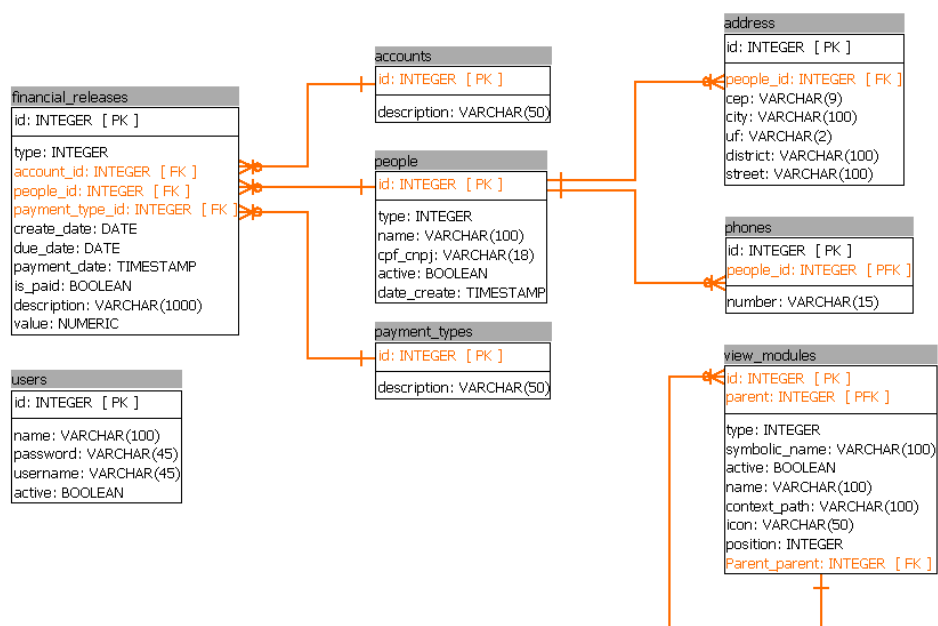 financial_releases
id: INTEGER [ PK ]
type: INTEGER
account_id: INTEGER [ FK ]
people_id: INTEGER [ FK ]
payment_type_id: INTEGER [ FK ]
create_date: DATE
due_date: DATE
payment_date: TIMESTAMP
is_paid: BOOLEAN
description: VARCHAR(1000)
value: NUMERIC
users
id: INTEGER [ PK ]
name: VARCHAR(100)
password: VARCHAR(45)
username: VARCHAR(45)
active: BOOLEAN
accounts
id: INTEGER [ PK ]
description: VARCHAR(50)
people
id: INTEGER [ PK ]
type: INTEGER
name: VARCHAR(100)
cpf_cnpj: VARCHAR(18)
active: BOOLEAN
date_create: TIMESTAMP
payment_types
id: INTEGER [ PK ]
description: VARCHAR(50)
address
id: INTEGER [ PK ]
people_id: INTEGER [ FK ]
cep: VARCHAR(9)
city: VARCHAR(100)
uf: VARCHAR(2)
district: VARCHAR(100)
street: VARCHAR(100)
phones
id: INTEGER [ PK ]
people_id: INTEGER [ PFK ]
number: VARCHAR(15)
view_modules
id: INTEGER [ PK ]
parent: INTEGER [ PFK ]
type: INTEGER
symbolic_name: VARCHAR(100)
active: BOOLEAN
name: VARCHAR(100)
context_path: VARCHAR(100)
icon: VARCHAR(50)
position: INTEGER
Parent_parent: INTEGER [ FK ]